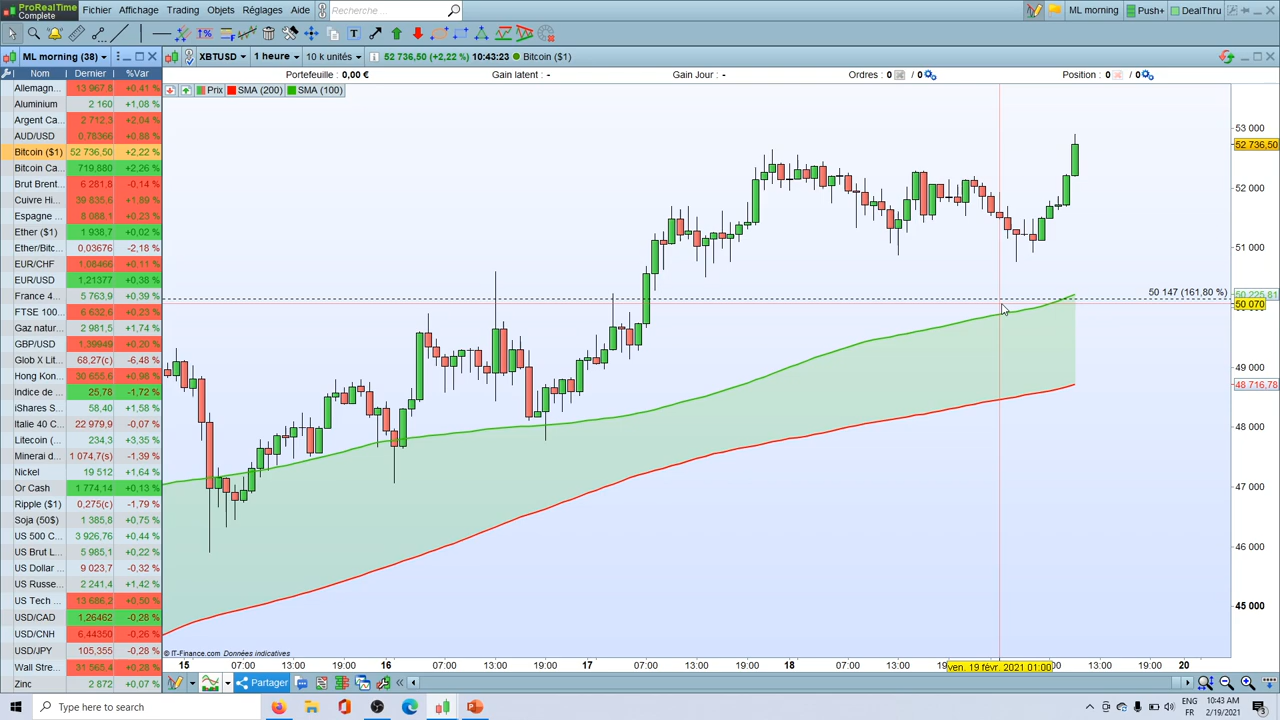 ProRealTime Complete Fichier Affichage Trading Objets Réglages Aide Recherche ML morning Push+ DealThru
ML morning (38) XBTUSD 1 heure 10 k unités 52 736,50 (+2,22 %) 10:43:23 Bitcoin ($1)
Nom Dernier %Var
Portefeuille : 0,00 € Gain latent : - Gain Jour : - Ordres : 0 / 0 Position : 0 / 0
Prix SMA (200) SMA (100)
Allemagn... 13 967,8 +0,41 %
Aluminium 2 160 +1,08 %
Argent Ca... 2 712,3 +2,04 %
AUD/USD 0,78366 +0,88 %
Bitcoin ($1) 52 736,50 +2,22 %
Bitcoin Ca... 719,880 +2,26 %
Brut Brent... 6 281,8 -0,14 %
Cuivre Hi... 39 835,6 +1,89 %
Espagne ... 8 088,1 +0,23 %
Ether ($1) 1 938,7 +0,02 %
Ether/Bitc... 0,03676 -2,18 %
EUR/CHF 1,08466 +0,11 %
EUR/USD 1,21377 +0,38 %
France 4... 5 763,9 +0,39 %
FTSE 100... 6 632,6 +0,23 %
Gaz natur... 2 981,5 +1,74 %
GBP/USD 1,39949 +0,20 %
Glob X Lit... 68,27(c) -6,48 %
Hong Kon... 30 655,6 +0,98 %
Indice de ... 25,78 -1,72 %
iShares S... 58,40 +1,58 %
Italie 40 C... 22 979,9 -0,07 %
Litecoin (... 234,3 +3,35 %
Minerai d... 1 074,7(s) -1,39 %
Nickel 19 512 +1,64 %
Or Cash 1 774,14 +0,13 %
Ripple ($1) 0,275(c) -1,79 %
Soja (50$) 1 385,8 +0,75 %
US 500 C... 3 926,76 +0,44 %
US Brut L... 5 985,1 +0,22 %
US Dollar ... 9 023,7 -0,32 %
US Russe... 2 241,4 +1,42 %
US Tech ... 13 686,2 +0,50 %
USD/CAD 1,26462 -0,28 %
USD/CNH 6,44350 -0,26 %
USD/JPY 105,355 -0,28 %
Wall Stre... 31 565,4 +0,28 %
Zinc 2 872 +0,07 %
53 000
52 736,50
52 000
51 000
50 147 (161,80 %)
50 225,81
50 070
49 000
48 716,78
48 000
47 000
46 000
45 000
© IT-Finance.com Données indicatives
15 07:00 13:00 19:00 16 07:00 13:00 19:00 17 07:00 13:00 19:00 18 07:00 13:00 ven. 19 févr. 2021 01:00 13:00 19:00 20
Partager
Type here to search
ENG 10:43 AM
FR 2/19/2021
3